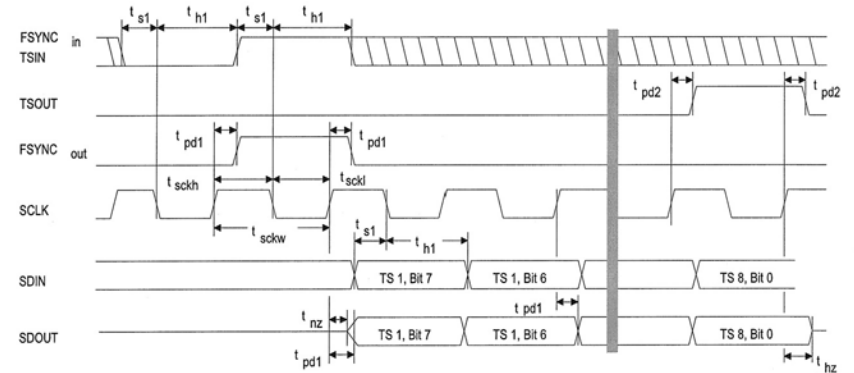 t s1 t h1 t s1 t h1
FSYNC in
TSIN
t pd2 t pd2
TSOUT
t pd1 t pd1
FSYNC out
t sckh t sckl
SCLK
t sckw t s1 t h1
SDIN TS 1, Bit 7 TS 1, Bit 6 TS 8, Bit 0
t nz t pd1
SDOUT TS 1, Bit 7 TS 1, Bit 6 TS 8, Bit 0
t pd1 t hz